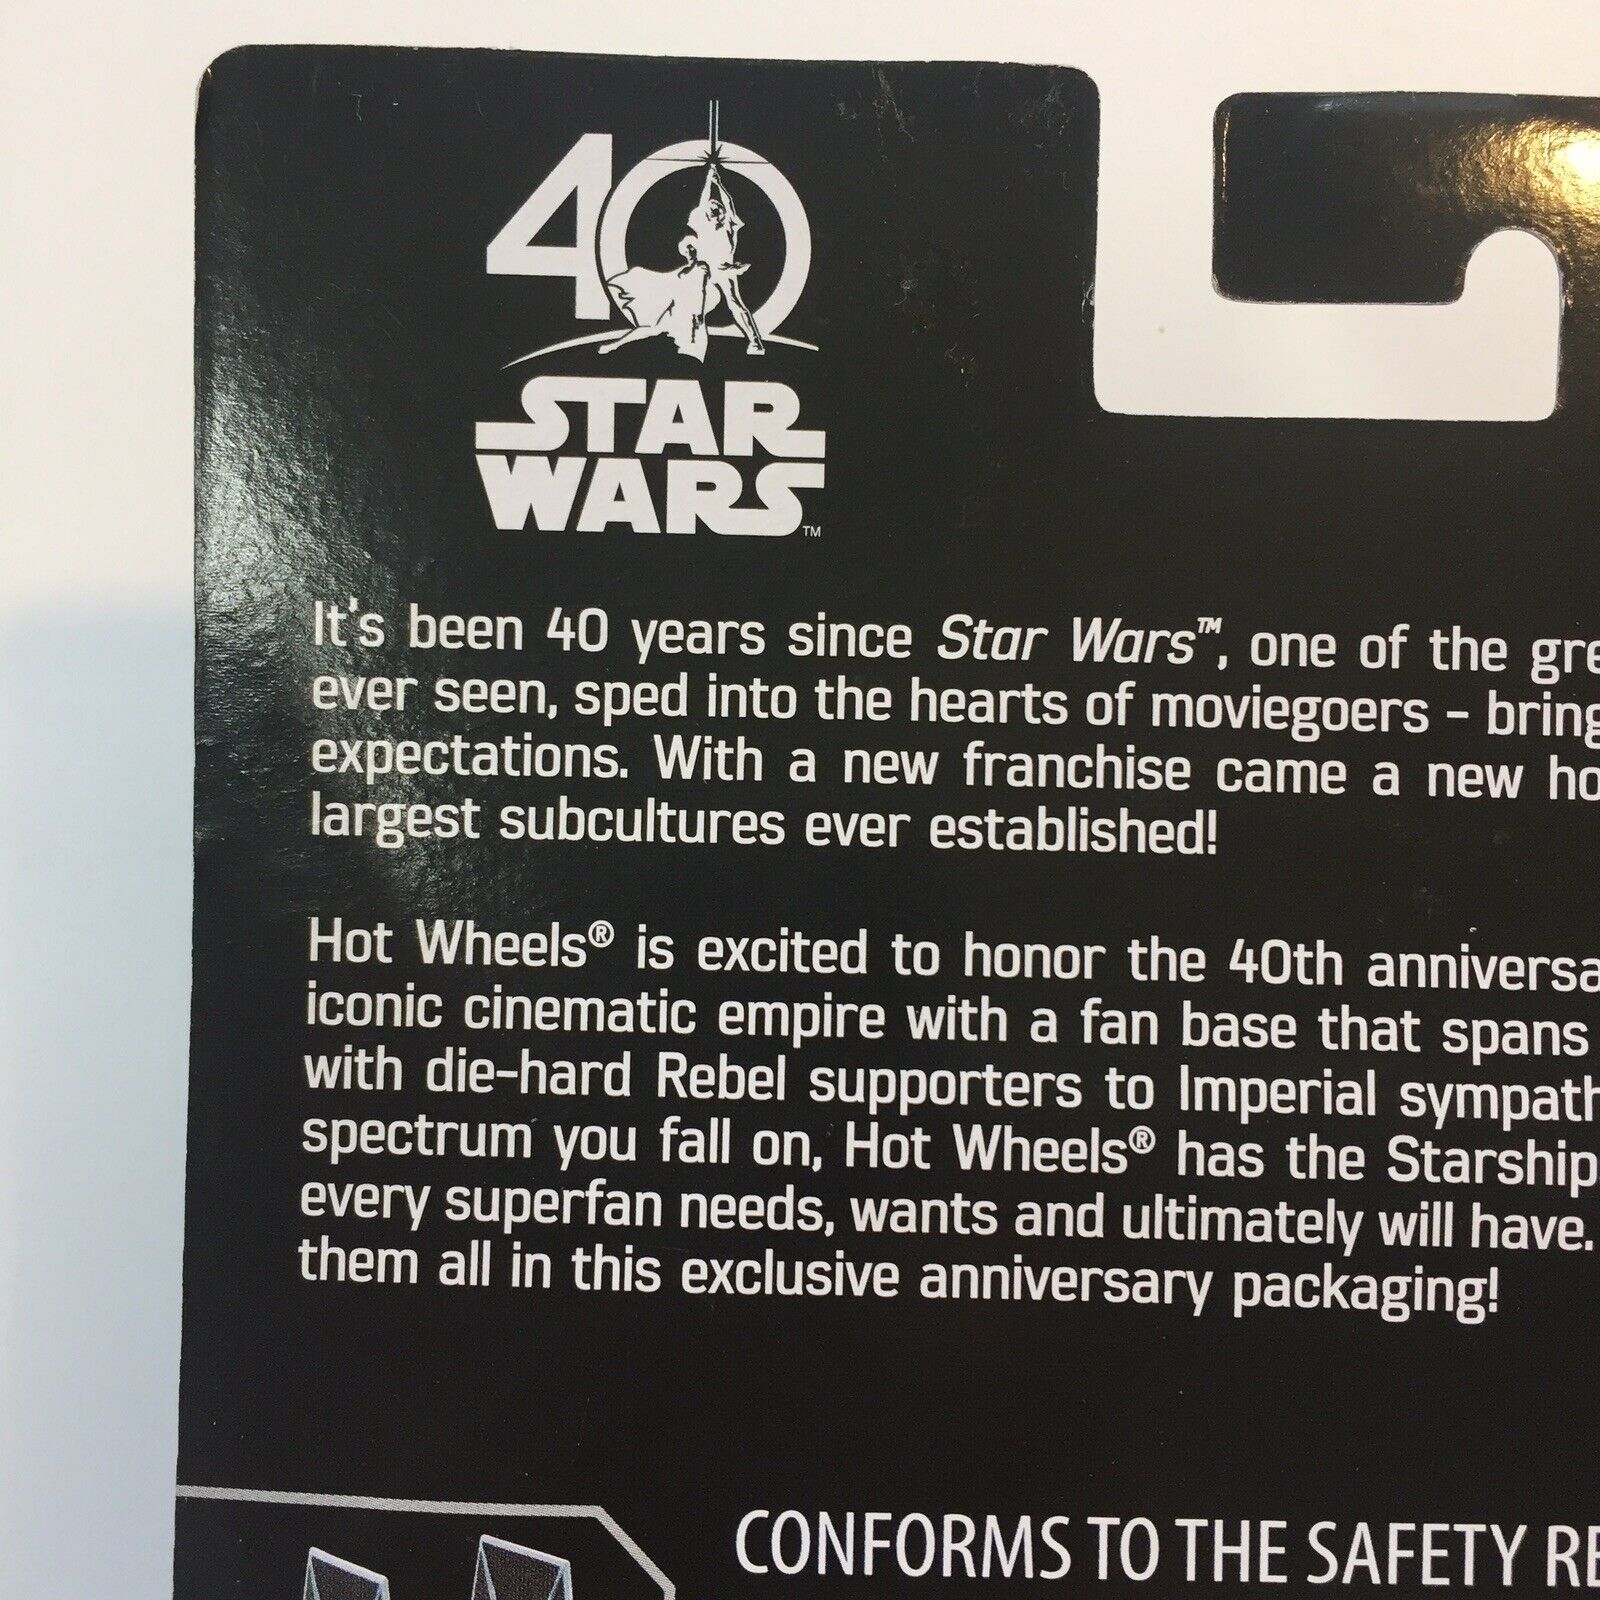 40
STAR
WARS™
It's been 40 years since Star Wars™, one of the gre
ever seen, sped into the hearts of moviegoers – bring
expectations. With a new franchise came a new ho
largest subcultures ever established!
Hot Wheels® is excited to honor the 40th anniversa
iconic cinematic empire with a fan base that spans
with die-hard Rebel supporters to Imperial sympath
spectrum you fall on, Hot Wheels® has the Starship
every superfan needs, wants and ultimately will have.
them all in this exclusive anniversary packaging!
CONFORMS TO THE SAFETY RE